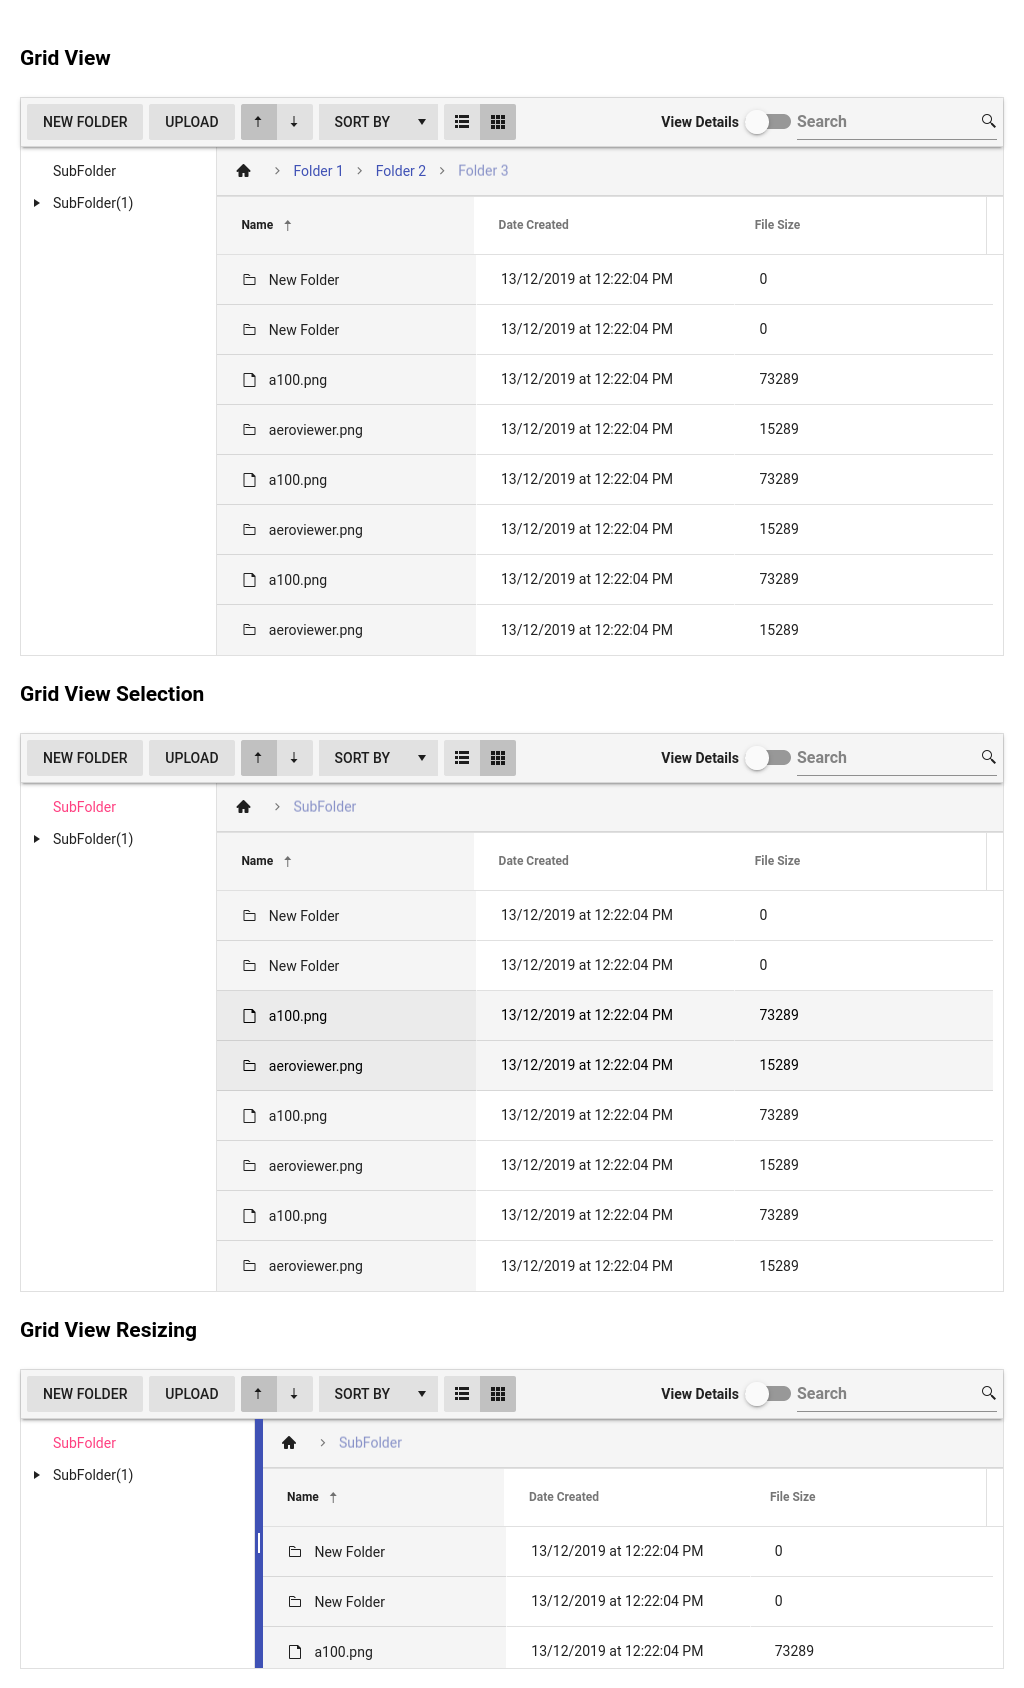 Grid View
NEW FOLDER UPLOAD SORT BY View Details Search
SubFolder Folder 1 Folder 2 Folder 3
SubFolder(1)
Name Date Created File Size
New Folder 13/12/2019 at 12:22:04 PM 0
New Folder 13/12/2019 at 12:22:04 PM 0
a100.png 13/12/2019 at 12:22:04 PM 73289
aeroviewer.png 13/12/2019 at 12:22:04 PM 15289
a100.png 13/12/2019 at 12:22:04 PM 73289
aeroviewer.png 13/12/2019 at 12:22:04 PM 15289
a100.png 13/12/2019 at 12:22:04 PM 73289
aeroviewer.png 13/12/2019 at 12:22:04 PM 15289
Grid View Selection
NEW FOLDER UPLOAD SORT BY View Details Search
SubFolder SubFolder
SubFolder(1)
Name Date Created File Size
New Folder 13/12/2019 at 12:22:04 PM 0
New Folder 13/12/2019 at 12:22:04 PM 0
a100.png 13/12/2019 at 12:22:04 PM 73289
aeroviewer.png 13/12/2019 at 12:22:04 PM 15289
a100.png 13/12/2019 at 12:22:04 PM 73289
aeroviewer.png 13/12/2019 at 12:22:04 PM 15289
a100.png 13/12/2019 at 12:22:04 PM 73289
aeroviewer.png 13/12/2019 at 12:22:04 PM 15289
Grid View Resizing
NEW FOLDER UPLOAD SORT BY View Details Search
SubFolder SubFolder
SubFolder(1)
Name Date Created File Size
New Folder 13/12/2019 at 12:22:04 PM 0
New Folder 13/12/2019 at 12:22:04 PM 0
a100.png 13/12/2019 at 12:22:04 PM 73289